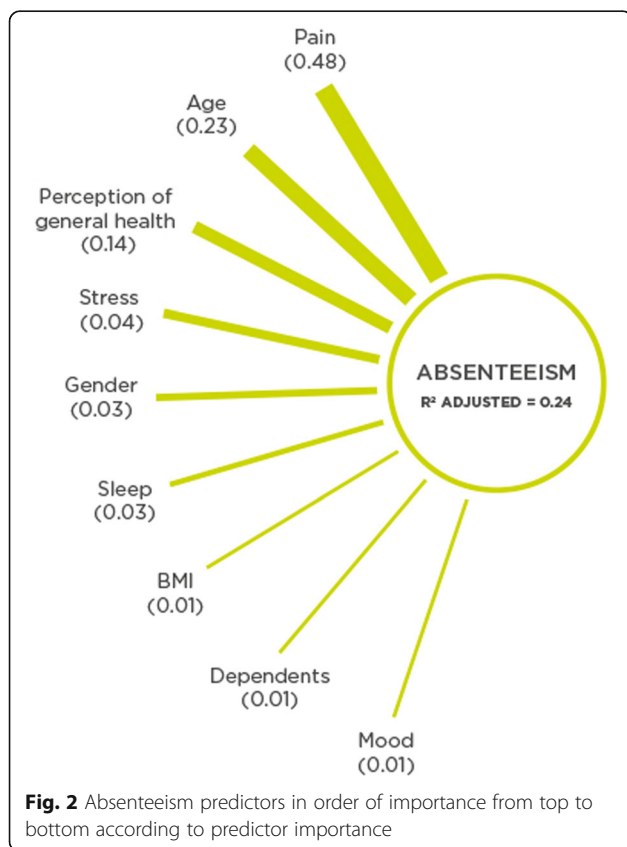 Pain
(0.48)
Age
(0.23)
Perception of
general health
(0.14)
Stress
(0.04)
Gender
(0.03)
Sleep
(0.03)
BMI
(0.01)
Dependents
(0.01)
Mood
(0.01)
ABSENTEEISM
R² ADJUSTED = 0.24
Fig. 2 Absenteeism predictors in order of importance from top to
bottom according to predictor importance